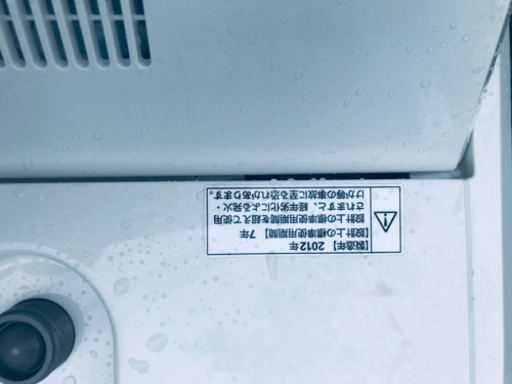 【製造年】 2012年
【設計上の標準使用期間】 7年
設計上の標準使用期間を超えて使用
されますと、経年劣化による発火・
けが等の事故に至る恐れがあります。